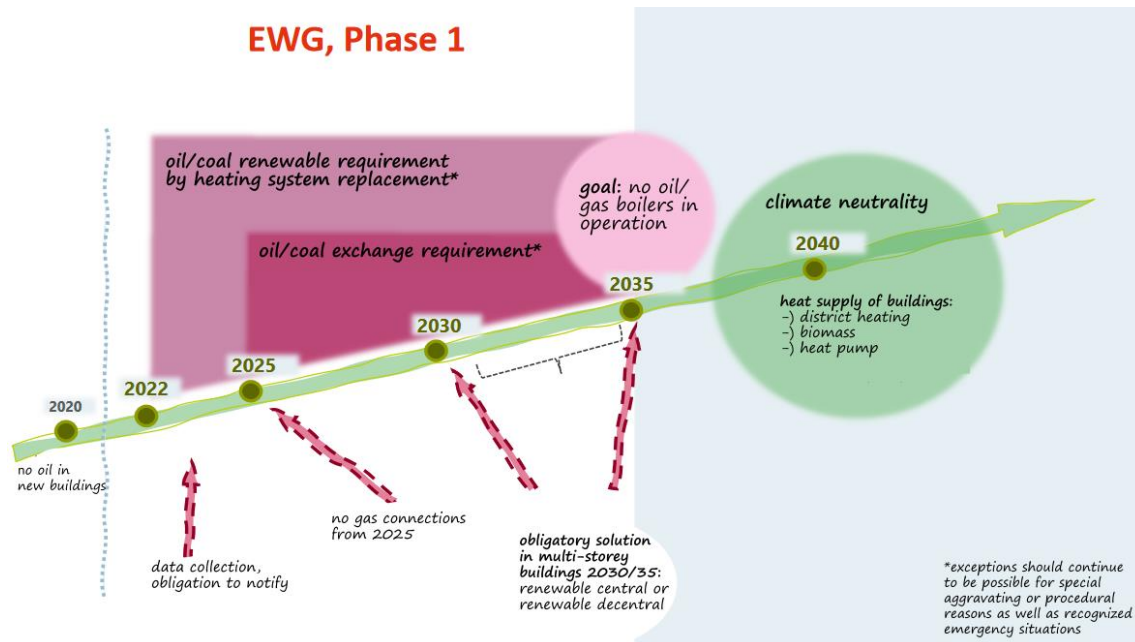 EWG, Phase 1
oil/coal renewable requirement
by heating system replacement*
oil/coal exchange requirement*
goal: no oil/
gas boilers in
operation
climate neutrality
2040
2035
2030
2025
2022
2020
heat supply of buildings:
-) district heating
-) biomass
-) heat pump
no oil in
new buildings
data collection,
obligation to notify
no gas connections
from 2025
obligatory solution
in multi-storey
buildings 2030/35:
renewable central or
renewable decentral
*exceptions should continue
to be possible for special
aggravating or procedural
reasons as well as recognized
emergency situations